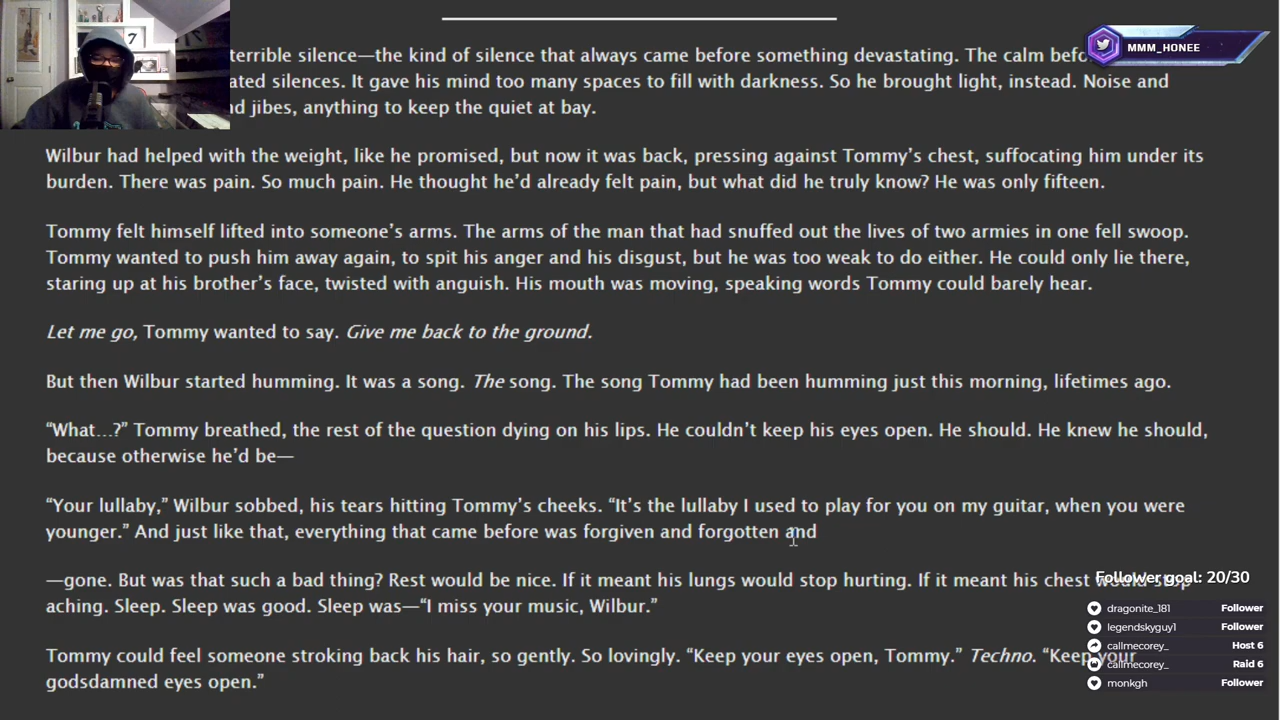 7
MMM_HONEE
terrible silence—the kind of silence that always came before something devastating. The calm
ated silences. It gave his mind too many spaces to fill with darkness. So he brought light, instead. Noise and
nd jibes, anything to keep the quiet at bay.
Wilbur had helped with the weight, like he promised, but now it was back, pressing against Tommy’s chest, suffocating him under its
burden. There was pain. So much pain. He thought he’d already felt pain, but what did he truly know? He was only fifteen.
Tommy felt himself lifted into someone’s arms. The arms of the man that had snuffed out the lives of two armies in one fell swoop.
Tommy wanted to push him away again, to spit his anger and his disgust, but he was too weak to do either. He could only lie there,
staring up at his brother’s face, twisted with anguish. His mouth was moving, speaking words Tommy could barely hear.
Let me go, Tommy wanted to say. Give me back to the ground.
But then Wilbur started humming. It was a song. The song. The song Tommy had been humming just this morning, lifetimes ago.
“What…?” Tommy breathed, the rest of the question dying on his lips. He couldn’t keep his eyes open. He should. He knew he should,
because otherwise he’d be—
“Your lullaby,” Wilbur sobbed, his tears hitting Tommy’s cheeks. “It’s the lullaby I used to play for you on my guitar, when you were
younger.” And just like that, everything that came before was forgiven and forgotten and
—gone. But was that such a bad thing? Rest would be nice. If it meant his lungs would stop hurting. If it meant his chest would stop
aching. Sleep. Sleep was good. Sleep was—“I miss your music, Wilbur.”
Tommy could feel someone stroking back his hair, so gently. So lovingly. “Keep your eyes open, Tommy.” Techno. “Keep your
godsdamned eyes open.”
Follower goal: 20/30
dragonite_181 Follower
legendskyguy1 Follower
callmecorey_ Host 6
callmecorey_ Raid 6
monkgh Follower